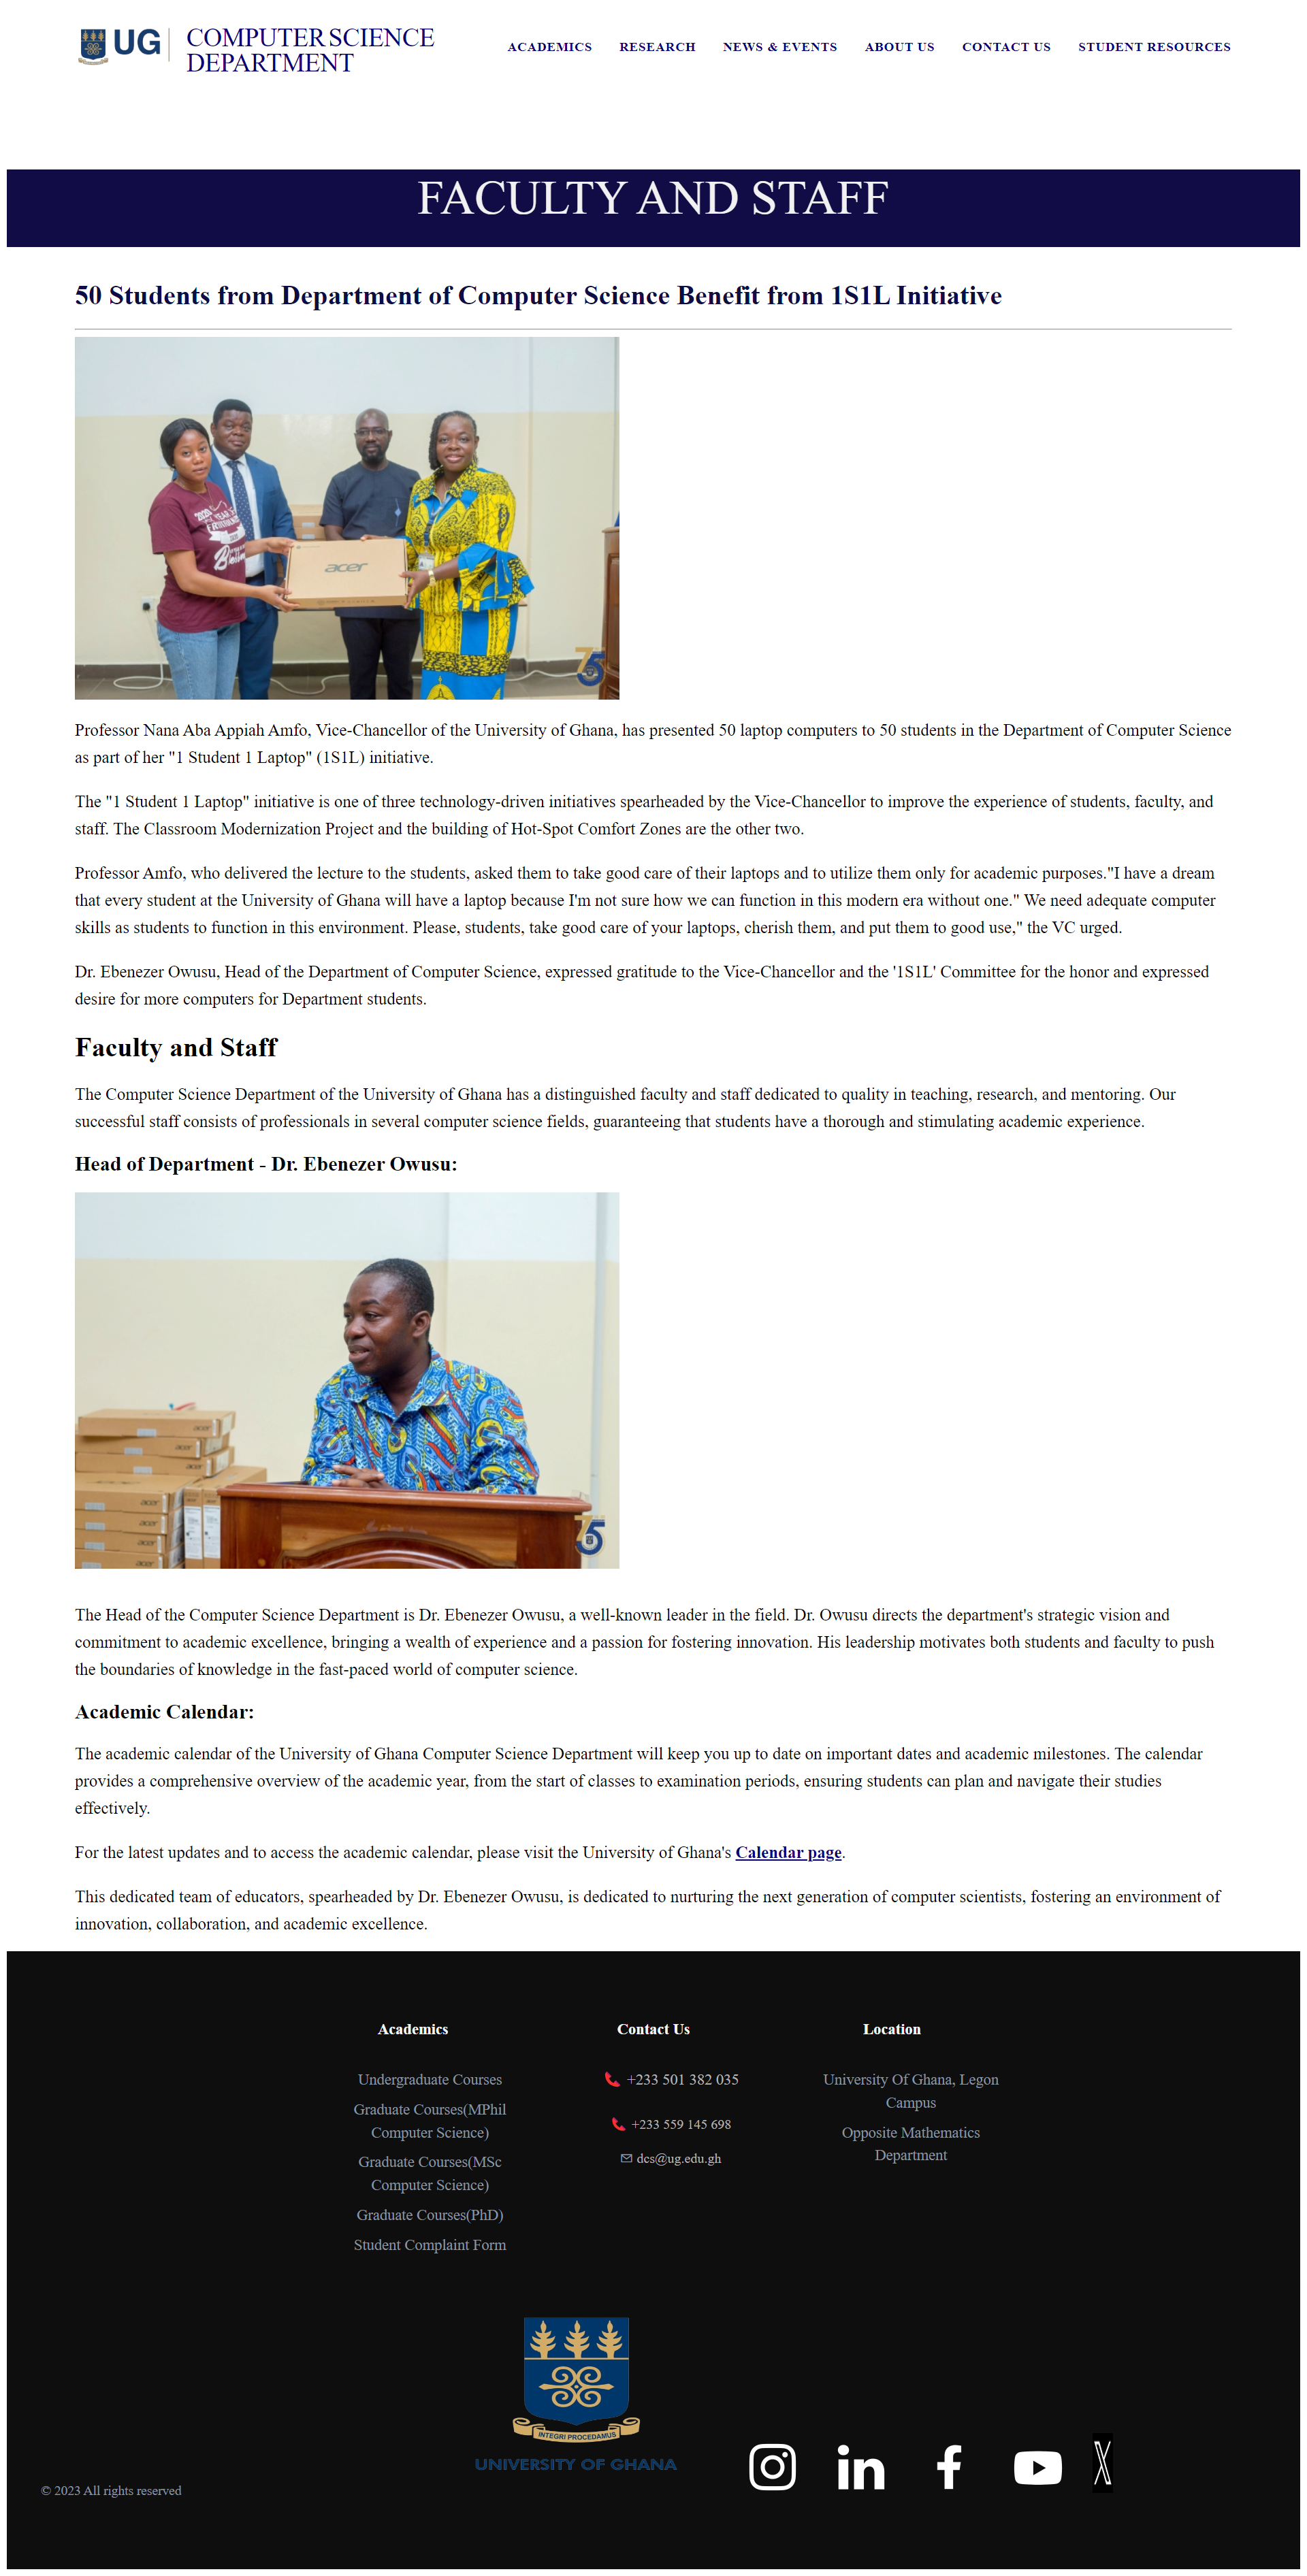 UG
COMPUTER SCIENCE
DEPARTMENT
ACADEMICS
RESEARCH
NEWS & EVENTS
ABOUT US
CONTACT US
STUDENT RESOURCES
FACULTY AND STAFF
50 Students from Department of Computer Science Benefit from 1S1L Initiative
acer
75
Professor Nana Aba Appiah Amfo, Vice-Chancellor of the University of Ghana, has presented 50 laptop computers to 50 students in the Department of Computer Science
as part of her "1 Student 1 Laptop" (1S1L) initiative.
The "1 Student 1 Laptop" initiative is one of three technology-driven initiatives spearheaded by the Vice-Chancellor to improve the experience of students, faculty, and
staff. The Classroom Modernization Project and the building of Hot-Spot Comfort Zones are the other two.
Professor Amfo, who delivered the lecture to the students, asked them to take good care of their laptops and to utilize them only for academic purposes."I have a dream
that every student at the University of Ghana will have a laptop because I'm not sure how we can function in this modern era without one." We need adequate computer
skills as students to function in this environment. Please, students, take good care of your laptops, cherish them, and put them to good use," the VC urged.
Dr. Ebenezer Owusu, Head of the Department of Computer Science, expressed gratitude to the Vice-Chancellor and the '1S1L' Committee for the honor and expressed
desire for more computers for Department students.
Faculty and Staff
The Computer Science Department of the University of Ghana has a distinguished faculty and staff dedicated to quality in teaching, research, and mentoring. Our
successful staff consists of professionals in several computer science fields, guaranteeing that students have a thorough and stimulating academic experience.
Head of Department - Dr. Ebenezer Owusu:
acer
acer
acer
acer
acer
acer
acer
75
The Head of the Computer Science Department is Dr. Ebenezer Owusu, a well-known leader in the field. Dr. Owusu directs the department's strategic vision and
commitment to academic excellence, bringing a wealth of experience and a passion for fostering innovation. His leadership motivates both students and faculty to push
the boundaries of knowledge in the fast-paced world of computer science.
Academic Calendar:
The academic calendar of the University of Ghana Computer Science Department will keep you up to date on important dates and academic milestones. The calendar
provides a comprehensive overview of the academic year, from the start of classes to examination periods, ensuring students can plan and navigate their studies
effectively.
For the latest updates and to access the academic calendar, please visit the University of Ghana's Calendar page.
This dedicated team of educators, spearheaded by Dr. Ebenezer Owusu, is dedicated to nurturing the next generation of computer scientists, fostering an environment of
innovation, collaboration, and academic excellence.
Academics
Undergraduate Courses
Graduate Courses(MPhil
Computer Science)
Graduate Courses(MSc
Computer Science)
Graduate Courses(PhD)
Student Complaint Form
Contact Us
+233 501 382 035
+233 559 145 698
dcs@ug.edu.gh
Location
University Of Ghana, Legon
Campus
Opposite Mathematics
Department
INTEGRI PROCEDAMUS
UNIVERSITY OF GHANA
© 2023 All rights reserved